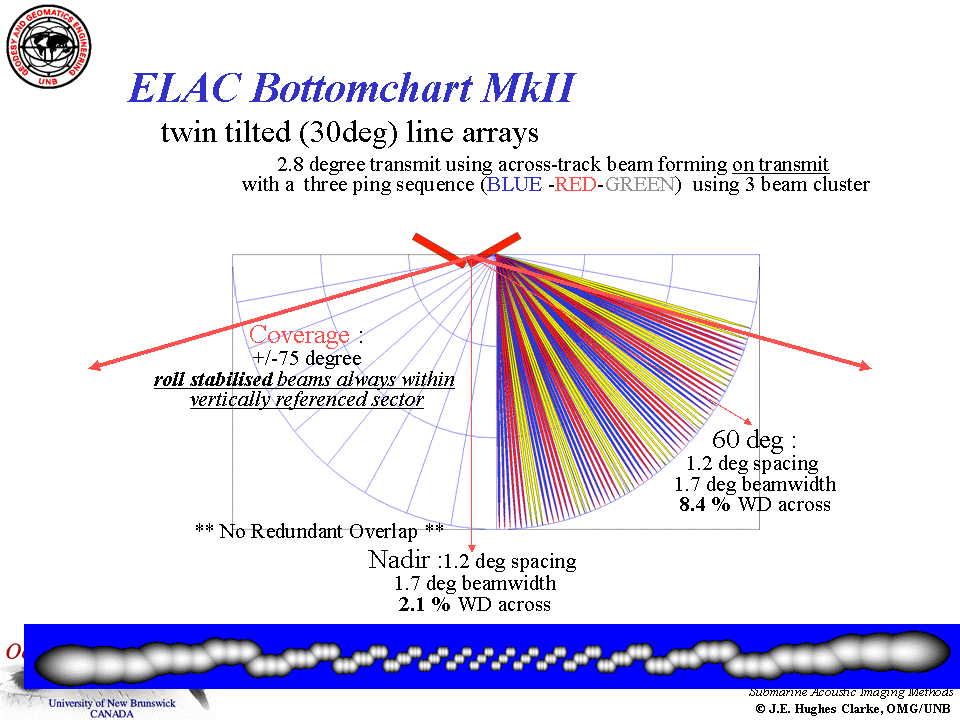 GEODESY AND GEOMATICS ENGINEERING
UNB
ELAC Bottomchart MkII
twin tilted (30deg) line arrays
2.8 degree transmit using across-track beam forming on transmit
with a three ping sequence (BLUE -RED-GREEN) using 3 beam cluster
Coverage :
+/-75 degree
roll stabilised beams always within
vertically referenced sector
60 deg :
1.2 deg spacing
1.7 deg beamwidth
8.4 % WD across
** No Redundant Overlap **
Nadir :1.2 deg spacing
1.7 deg beamwidth
2.1 % WD across
Submarine Acoustic Imaging Methods
University of New Brunswick
CANADA
© J.E. Hughes Clarke, OMG/UNB